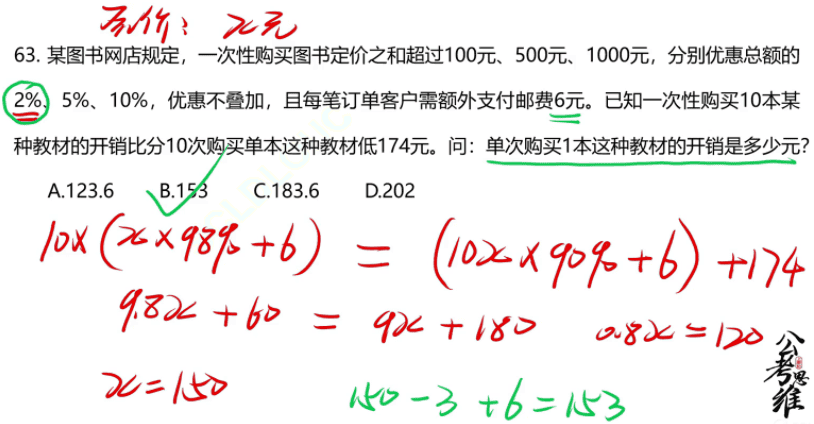 原价：x元
63. 某图书网店规定，一次性购买图书定价之和超过100元、500元、1000元，分别优惠总额的
2%、5%、10%，优惠不叠加，且每笔订单客户需额外支付邮费6元。已知一次性购买10本某
种教材的开销比分10次购买单本这种教材低174元。问：单次购买1本这种教材的开销是多少元？
A.123.6 B.153 C.183.6 D.202
10×(x×98%+6) = (10x×90%+6)+174
9.8x+60 = 9x+180 0.8x=120
x=150 150-3+6=153
公考思维